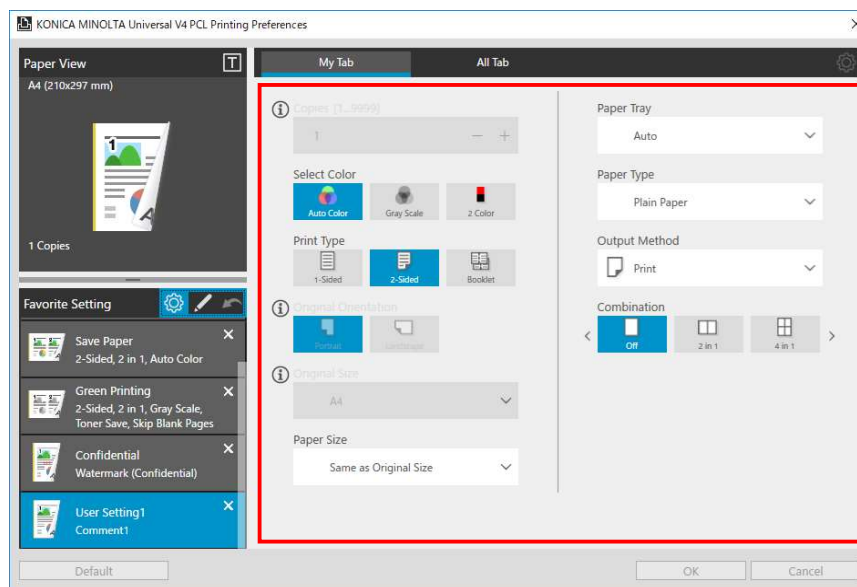 KONICA MINOLTA Universal V4 PCL Printing Preferences
Paper View
T
A4 (210x297 mm)
1
1 Copies
Favorite Setting
Save Paper
2-Sided, 2 in 1, Auto Color
Green Printing
2-Sided, 2 in 1, Gray Scale,
Toner Save, Skip Blank Pages
Confidential
Watermark (Confidential)
User Setting1
Comment1
Default
My Tab
All Tab
Copies (1...9999)
1
Select Color
Auto Color
Gray Scale
2 Color
Print Type
1-Sided
2-Sided
Booklet
Original Orientation
Portrait
Landscape
Original Size
A4
Paper Size
Same as Original Size
Paper Tray
Auto
Paper Type
Plain Paper
Output Method
Print
Combination
Off
2 in 1
4 in 1
OK
Cancel